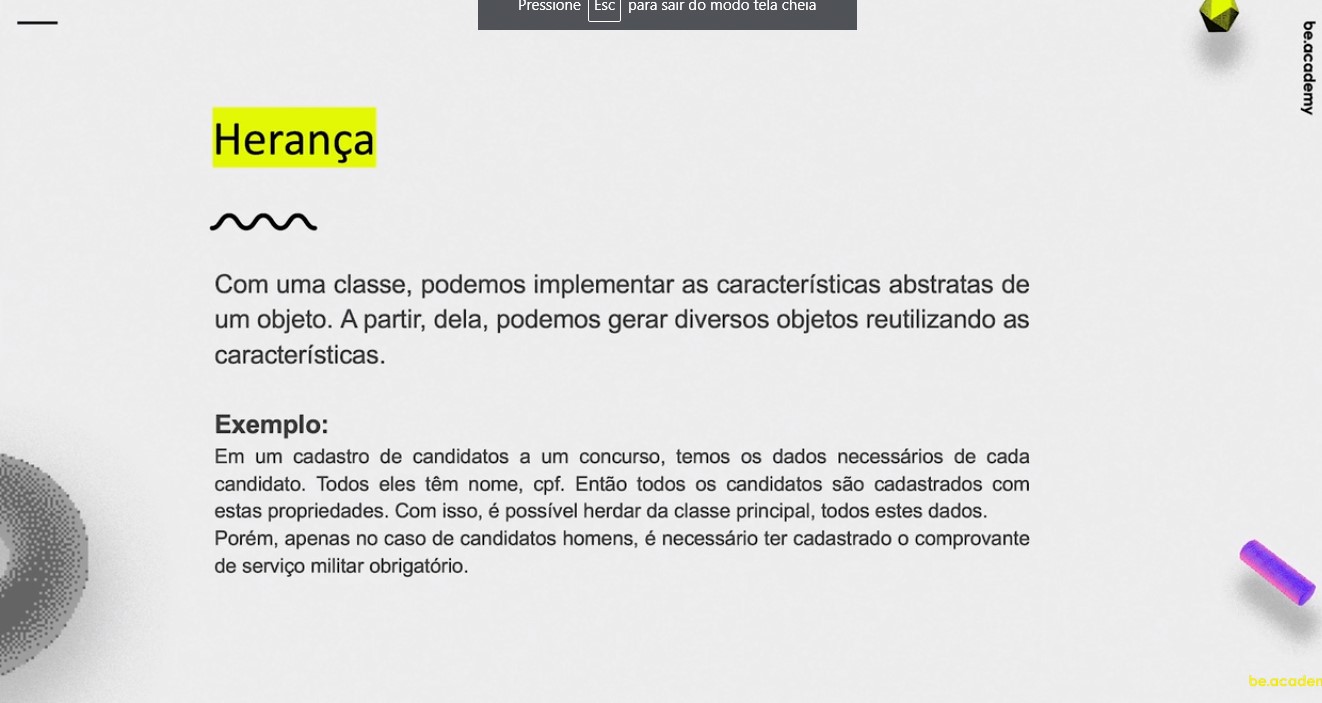 Pressione Esc para sair do modo tela cheia
be.academy
Herança
Com uma classe, podemos implementar as características abstratas de
um objeto. A partir, dela, podemos gerar diversos objetos reutilizando as
características.
Exemplo:
Em um cadastro de candidatos a um concurso, temos os dados necessários de cada
candidato. Todos eles têm nome, cpf. Então todos os candidatos são cadastrados com
estas propriedades. Com isso, é possível herdar da classe principal, todos estes dados.
Porém, apenas no caso de candidatos homens, é necessário ter cadastrado o comprovante
de serviço militar obrigatório.
be.academ